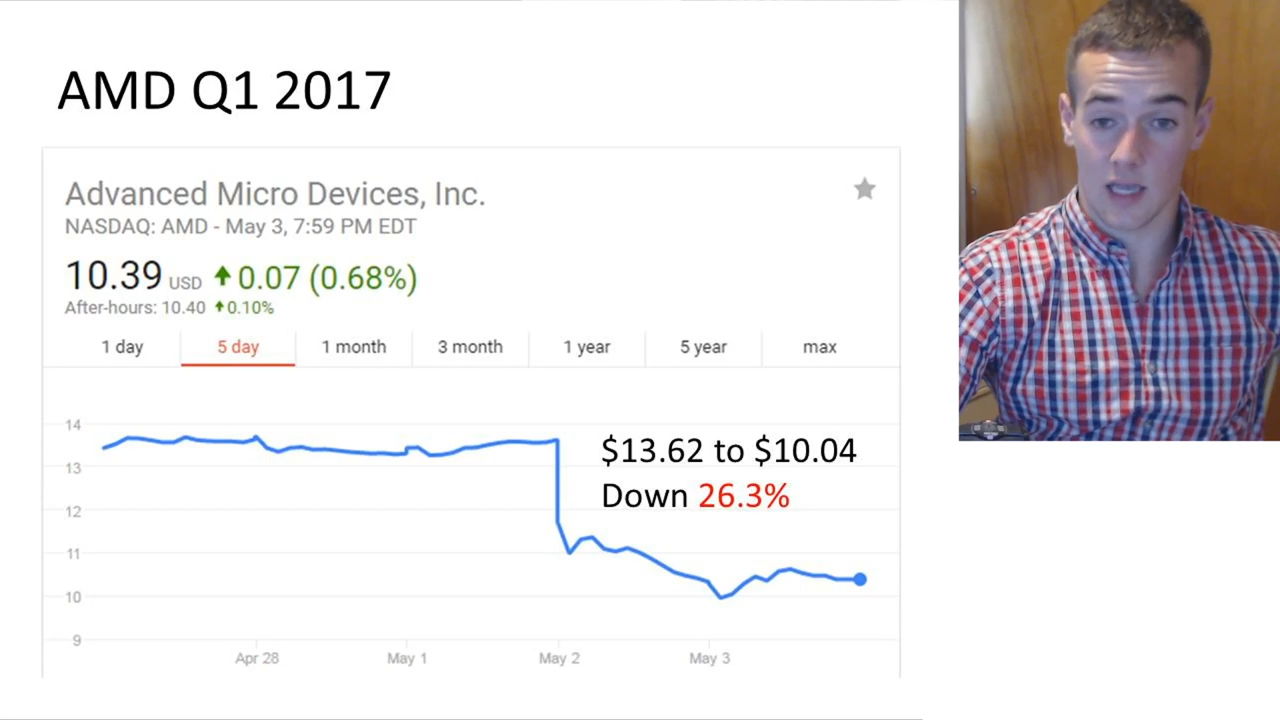 AMD Q1 2017
Advanced Micro Devices, Inc.
NASDAQ: AMD - May 3, 7:59 PM EDT
10.39 USD ↑ 0.07 (0.68%)
After-hours: 10.40 ↑ 0.10%
1 day 5 day 1 month 3 month 1 year 5 year max
14
13
12
11
10
9
$13.62 to $10.04
Down 26.3%
Apr 28 May 1 May 2 May 3